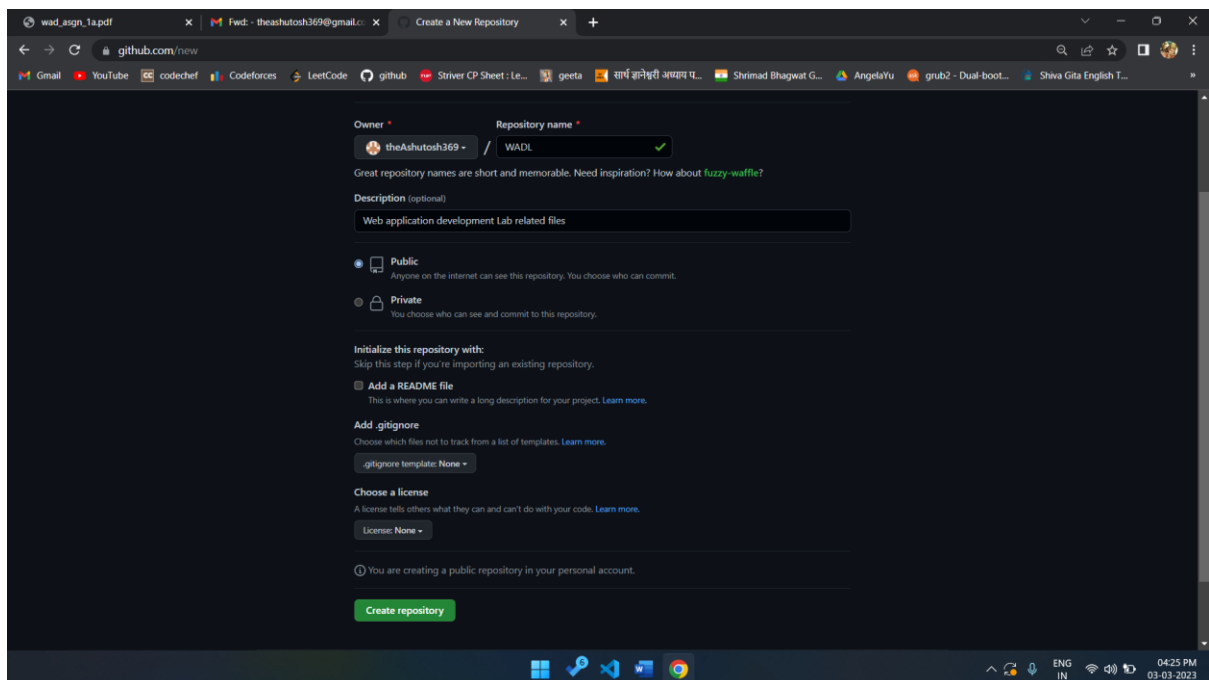 wad_asgn_1a.pdf
Fwd: - theashutosh369@gmail.c
Create a New Repository
github.com/new
Gmail
YouTube
CC codechef
Codeforces
LeetCode
github
Striver CP Sheet : Le...
geeta
सार्थ ज्ञानेश्वरी अध्याय प...
Shrimad Bhagwat G...
AngelaYu
grub2 - Dual-boot...
Shiva Gita English T...
»
Owner *
Repository name *
theAshutosh369
/
WADL
Great repository names are short and memorable. Need inspiration? How about fuzzy-waffle?
Description (optional)
Web application development Lab related files
Public
Anyone on the internet can see this repository. You choose who can commit.
Private
You choose who can see and commit to this repository.
Initialize this repository with:
Skip this step if you're importing an existing repository.
Add a README file
This is where you can write a long description for your project. Learn more.
Add .gitignore
Choose which files not to track from a list of templates. Learn more.
.gitignore template: None
Choose a license
A license tells others what they can and can't do with your code. Learn more.
License: None
You are creating a public repository in your personal account.
Create repository
6
ENG
IN
04:25 PM
03-03-2023